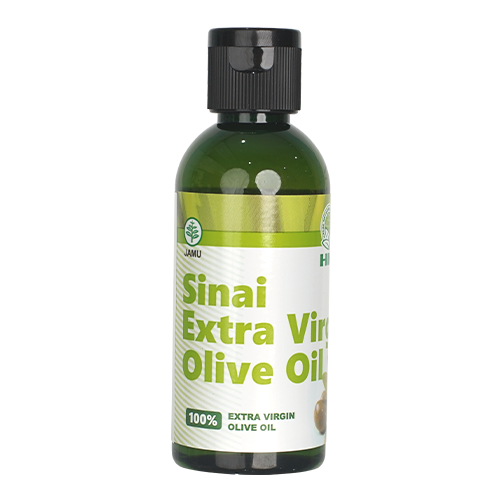 JAMU
Sinai
Extra Vir
Olive OiL
100%
EXTRA VIRGIN
OLIVE OIL